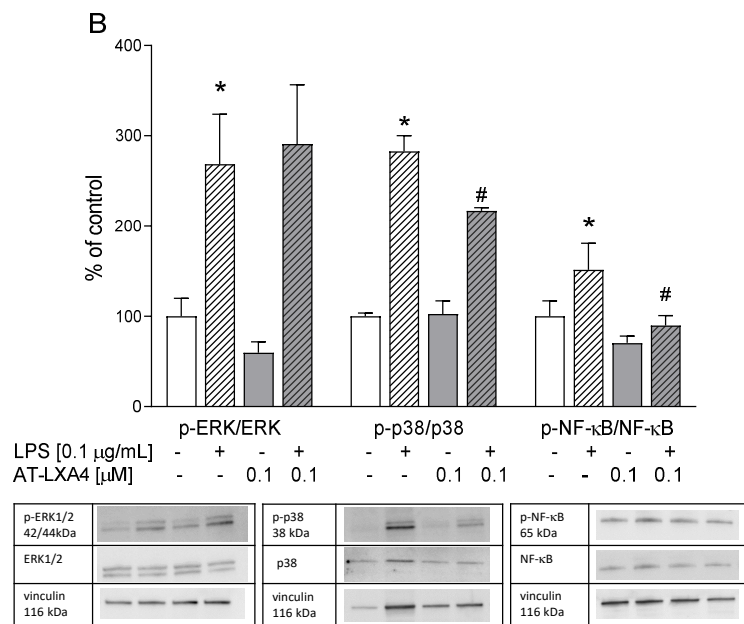 B
400
300
200
100
0
% of control
*
*
#
*
#
p-ERK/ERK p-p38/p38 p-NF-κB/NF-κB
LPS [0.1 μg/mL] - + - + - + - + - + - +
AT-LXA4 [μM] - - 0.1 0.1 - - 0.1 0.1 - - 0.1 0.1
p-ERK1/2
42/44kDa
ERK1/2
vinculin
116 kDa
p-p38
38 kDa
p38
vinculin
116 kDa
p-NF-κB
65 kDa
NF-κB
vinculin
116 kDa